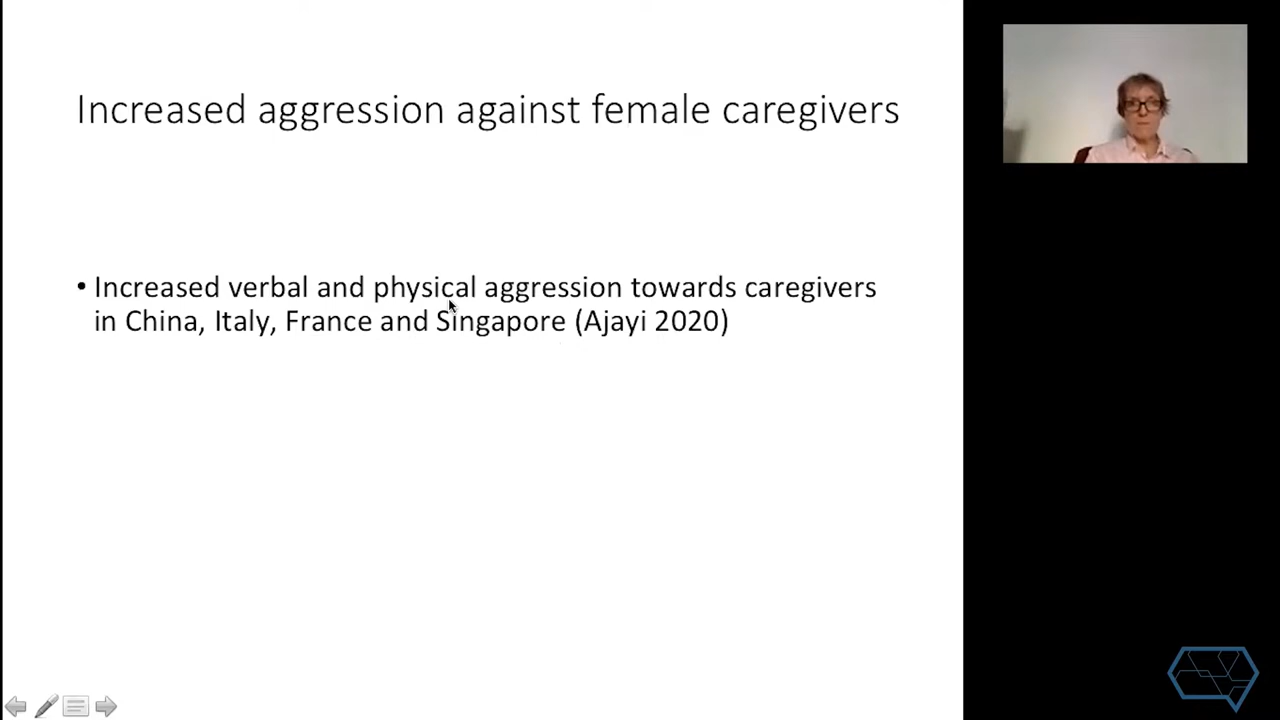 Increased aggression against female caregivers
• Increased verbal and physical aggression towards caregivers
in China, Italy, France and Singapore (Ajayi 2020)